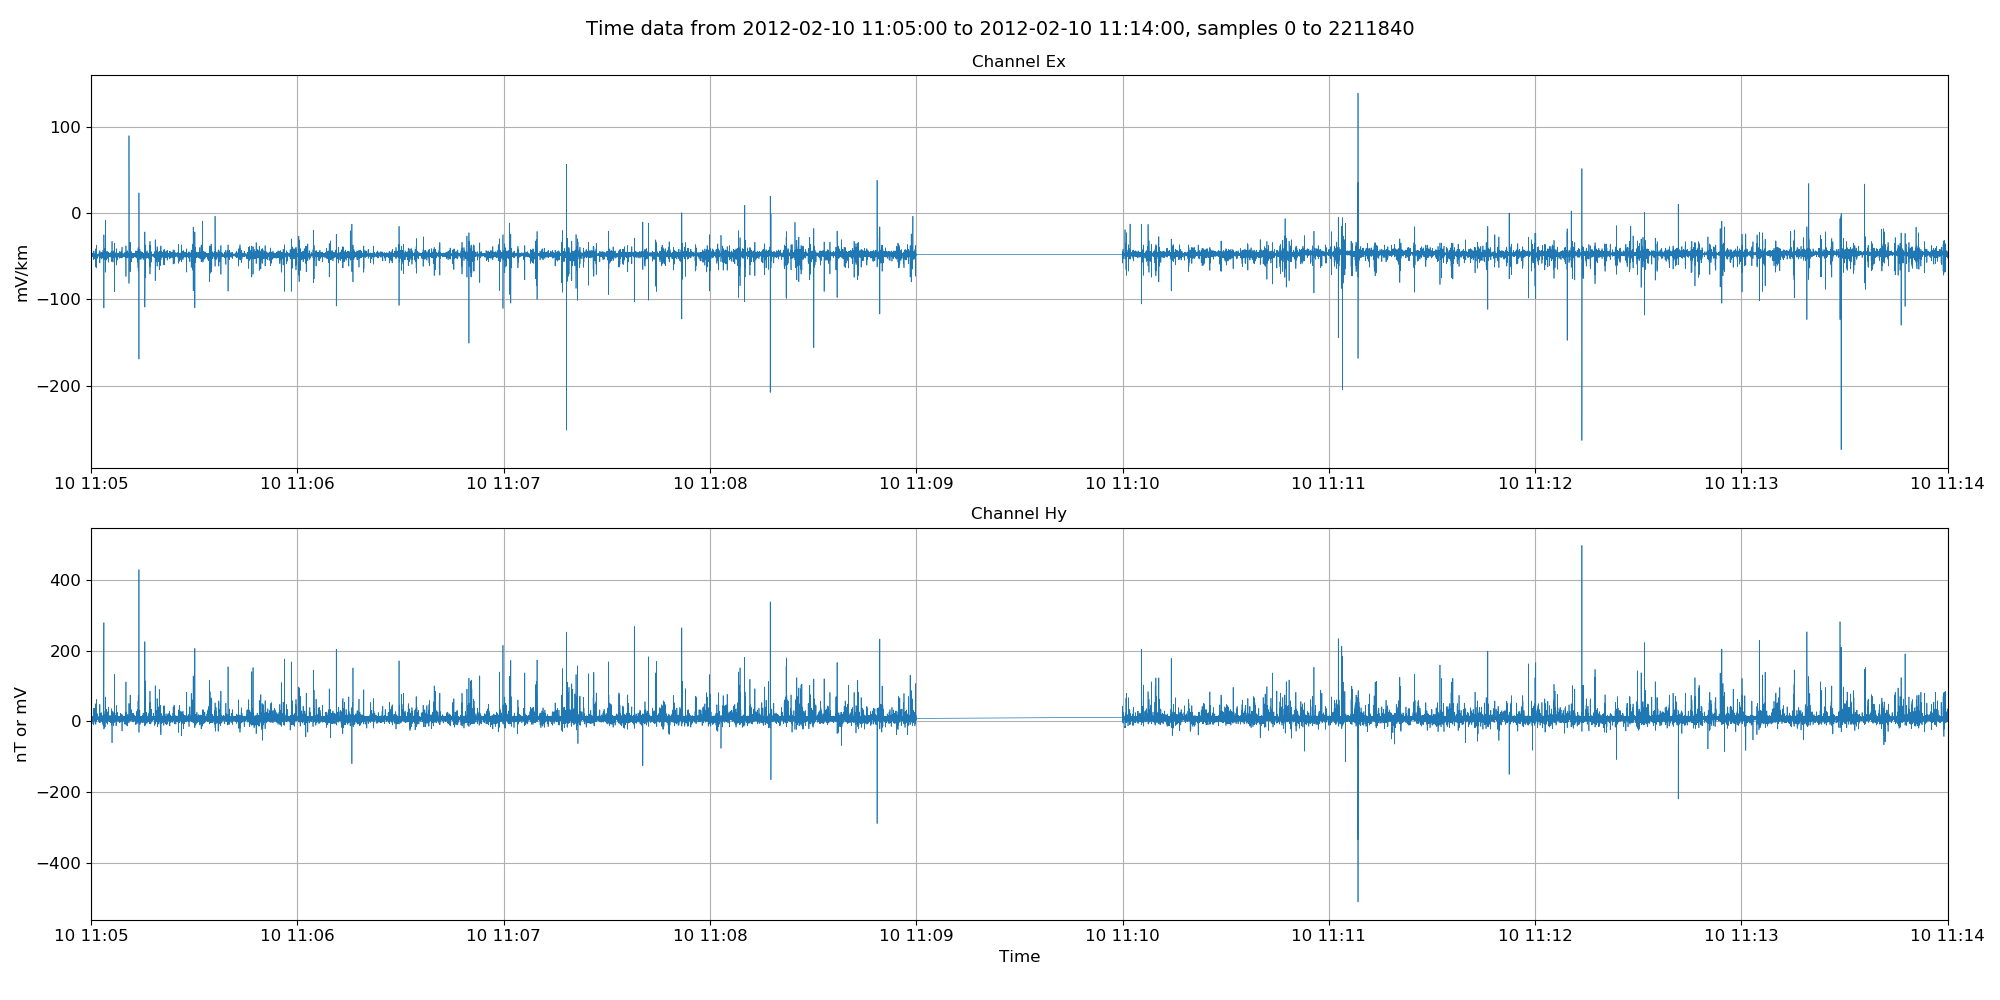 Time data from 2012-02-10 11:05:00 to 2012-02-10 11:14:00, samples 0 to 2211840
Channel Ex
100
0
−100
−200
mV/km
10 11:05 10 11:06 10 11:07 10 11:08 10 11:09 10 11:10 10 11:11 10 11:12 10 11:13 10 11:14
Channel Hy
400
200
0
−200
−400
nT or mV
10 11:05 10 11:06 10 11:07 10 11:08 10 11:09 10 11:10 10 11:11 10 11:12 10 11:13 10 11:14
Time